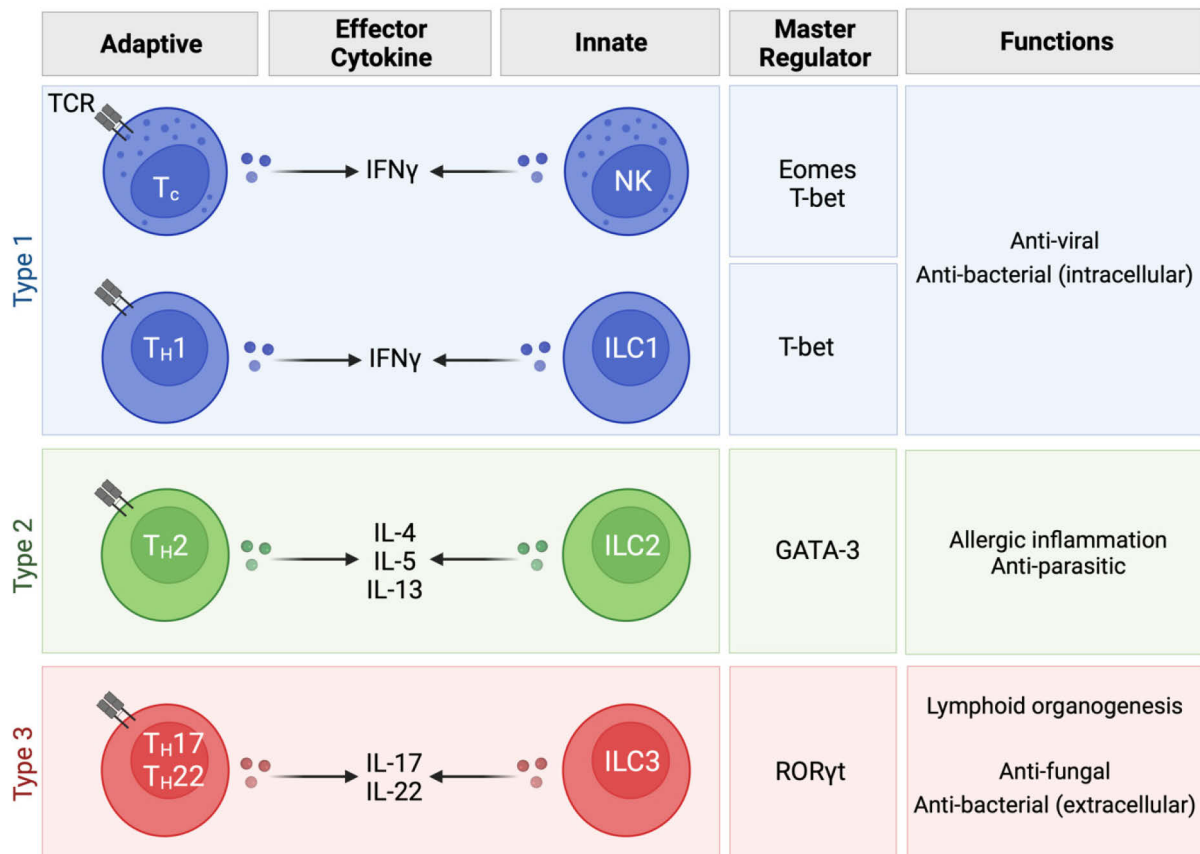 Adaptive
Effector
Cytokine
Innate
Master
Regulator
Functions
Type 1
TCR
Tc
IFNγ
NK
Eomes
T-bet
Anti-viral
Anti-bacterial (intracellular)
TH1
IFNγ
ILC1
T-bet
Type 2
TH2
IL-4
IL-5
IL-13
ILC2
GATA-3
Allergic inflammation
Anti-parasitic
Type 3
TH17
TH22
IL-17
IL-22
ILC3
RORγt
Lymphoid organogenesis
Anti-fungal
Anti-bacterial (extracellular)